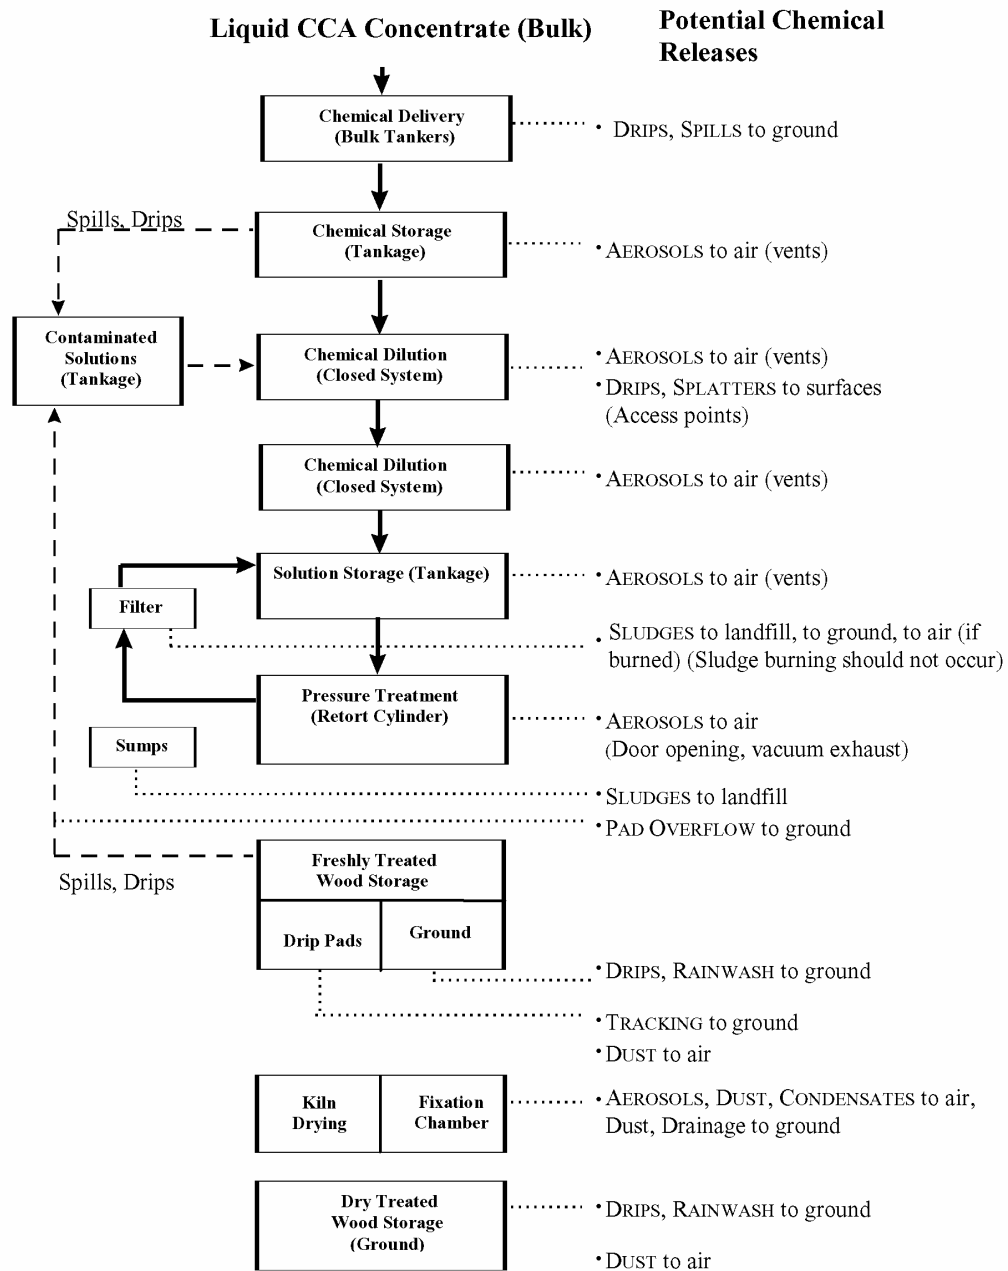 Liquid CCA Concentrate (Bulk)
Potential Chemical
Releases
Chemical Delivery
(Bulk Tankers)
• DRIPS, SPILLS to ground
Spills, Drips
Chemical Storage
(Tankage)
• AEROSOLS to air (vents)
Contaminated
Solutions
(Tankage)
Chemical Dilution
(Closed System)
• AEROSOLS to air (vents)
• DRIPS, SPLATTERS to surfaces
(Access points)
Chemical Dilution
(Closed System)
• AEROSOLS to air (vents)
Solution Storage (Tankage)
• AEROSOLS to air (vents)
Filter
• SLUDGES to landfill, to ground, to air (if
burned) (Sludge burning should not occur)
Pressure Treatment
(Retort Cylinder)
• AEROSOLS to air
(Door opening, vacuum exhaust)
Sumps
• SLUDGES to landfill
• PAD OVERFLOW to ground
Spills, Drips
Freshly Treated
Wood Storage
Drip Pads
Ground
• DRIPS, RAINWASH to ground
• TRACKING to ground
• DUST to air
Kiln
Drying
Fixation
Chamber
• AEROSOLS, DUST, CONDENSATES to air,
Dust, Drainage to ground
Dry Treated
Wood Storage
(Ground)
• DRIPS, RAINWASH to ground
• DUST to air